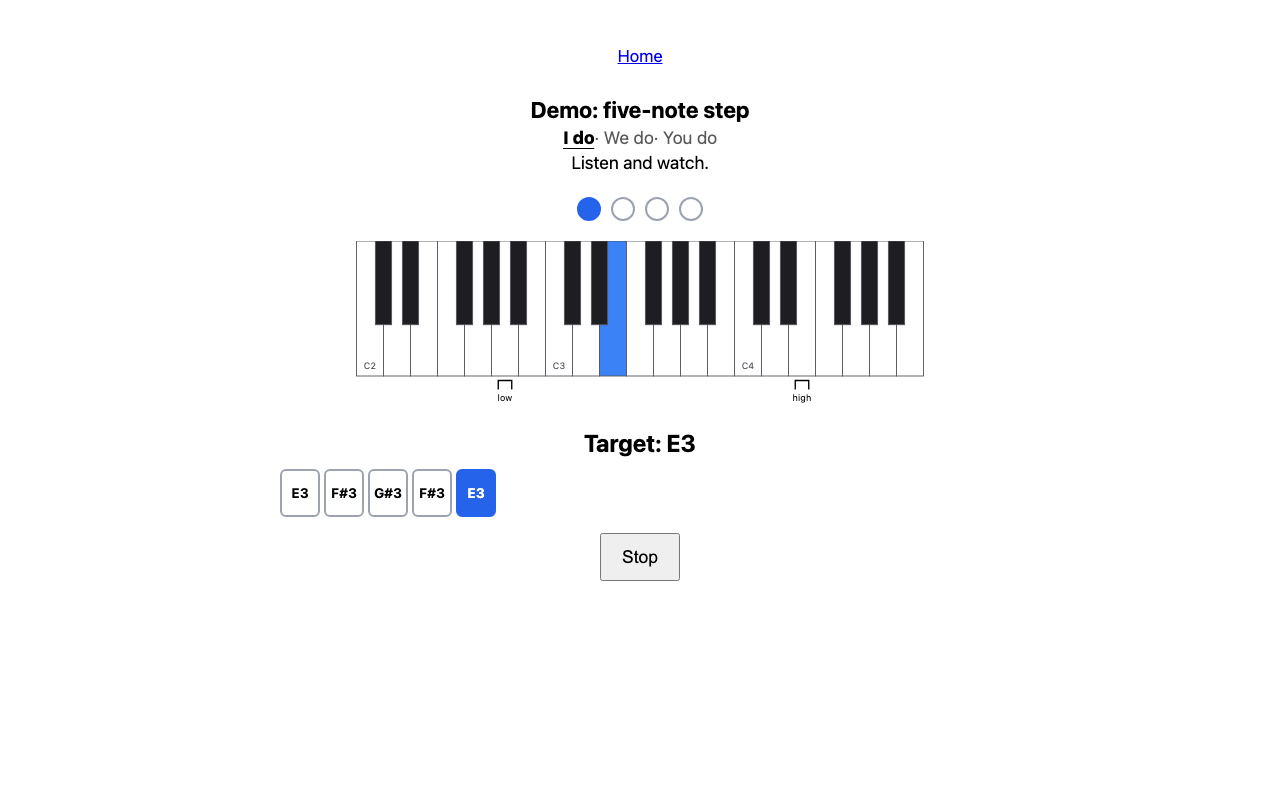 Home
Demo: five-note step
I do· We do· You do
Listen and watch.
C2 C3 C4
low high
Target: E3
E3 F#3 G#3 F#3 E3
Stop